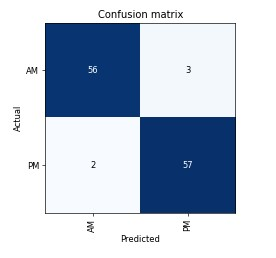 Confusion matrix
AM 56 3
PM 2 57
Actual
AM PM
Predicted